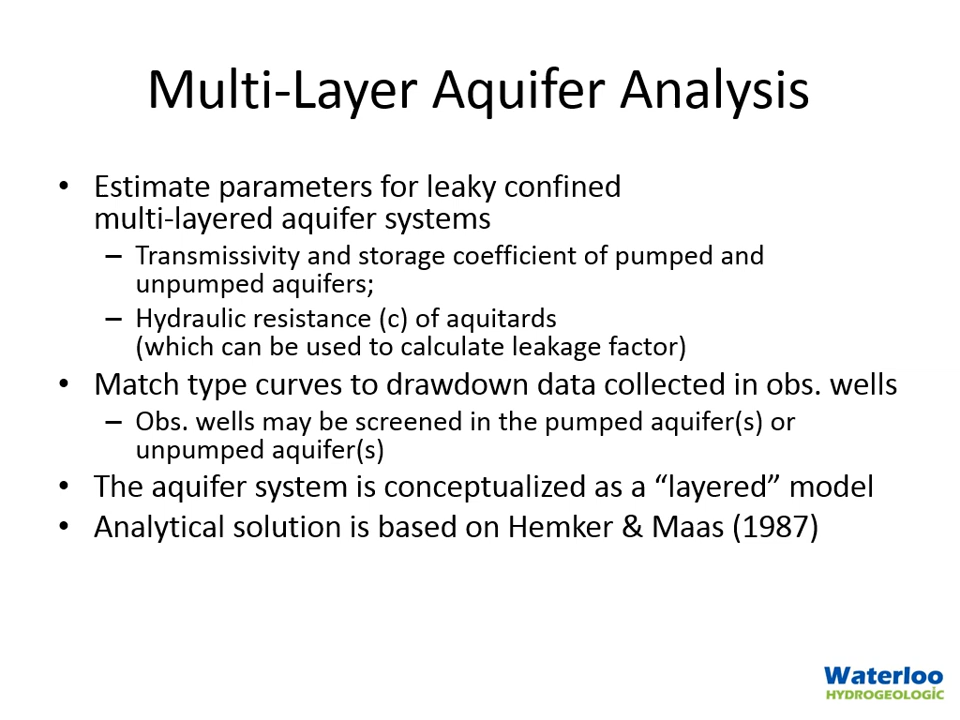 Multi-Layer Aquifer Analysis
• Estimate parameters for leaky confined
multi-layered aquifer systems
– Transmissivity and storage coefficient of pumped and
unpumped aquifers;
– Hydraulic resistance (c) of aquitards
(which can be used to calculate leakage factor)
• Match type curves to drawdown data collected in obs. wells
– Obs. wells may be screened in the pumped aquifer(s) or
unpumped aquifer(s)
• The aquifer system is conceptualized as a “layered” model
• Analytical solution is based on Hemker & Maas (1987)
Waterloo
HYDROGEOLOGIC